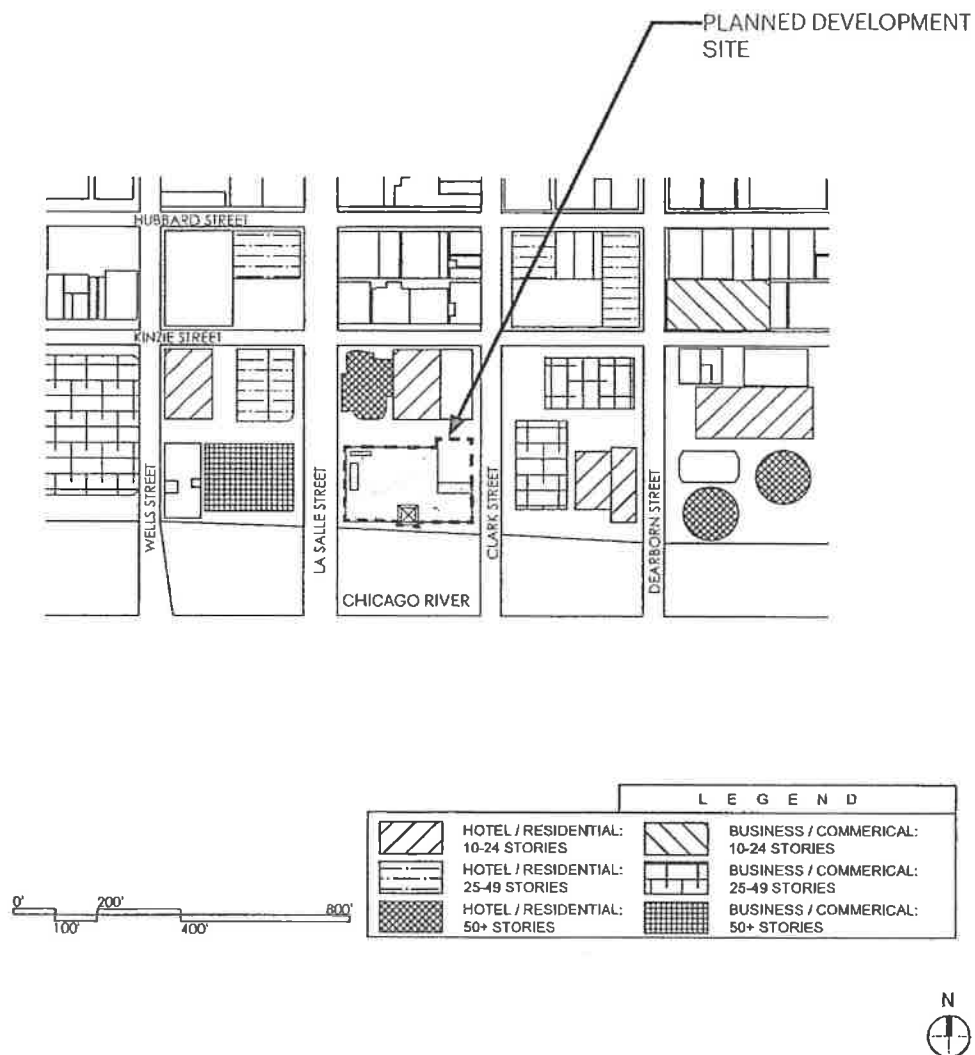 PLANNED DEVELOPMENT
SITE
HUBBARD STREET
KINZIE STREET
WELLS STREET
LA SALLE STREET
CLARK STREET
DEARBORN STREET
CHICAGO RIVER
LEGEND
HOTEL / RESIDENTIAL:
10-24 STORIES
BUSINESS / COMMERICAL:
10-24 STORIES
HOTEL / RESIDENTIAL:
25-49 STORIES
BUSINESS / COMMERICAL:
25-49 STORIES
HOTEL / RESIDENTIAL:
50+ STORIES
BUSINESS / COMMERICAL:
50+ STORIES
0' 200' 800'
100' 400'
N